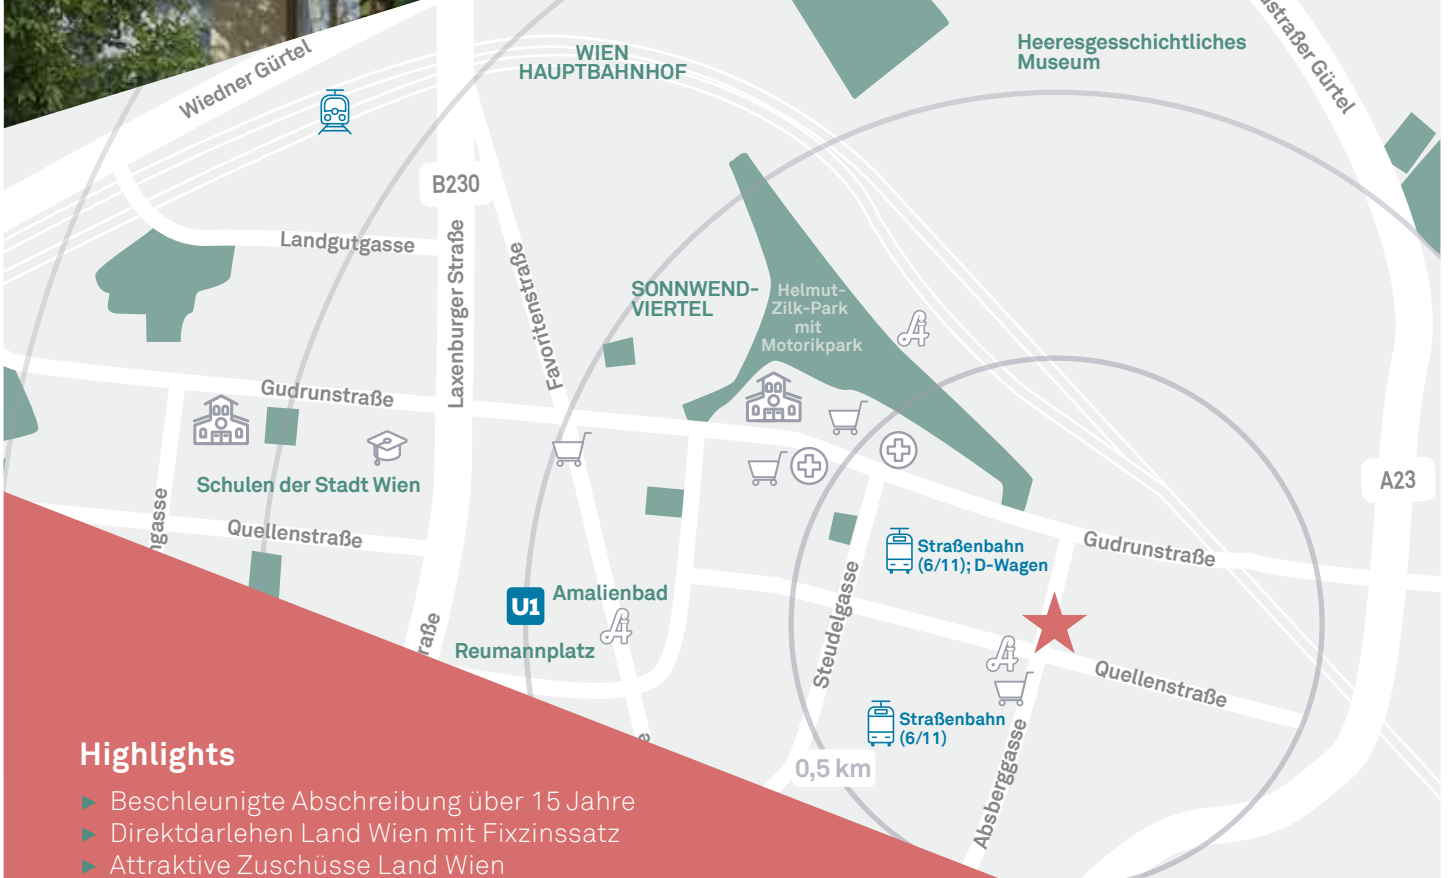 Wiedner Gürtel
WIEN
HAUPTBAHNHOF
Heeresgesschichtliches
Museum
straßer Gürtel
B230
Landgutgasse
Laxenburger Straße
Favoritenstraße
SONNWEND-
VIERTEL
Helmut-
Zilk-Park
mit
Motorikpark
Gudrunstraße
Schulen der Stadt Wien
A23
ngasse
Quellenstraße
Straßenbahn
(6/11); D-Wagen
Gudrunstraße
U1
Amalienbad
Reumannplatz
raße
Steudelgasse
Quellenstraße
Straßenbahn
(6/11)
0,5 km
Absberggasse
e
Highlights
► Beschleunigte Abschreibung über 15 Jahre
► Direktdarlehen Land Wien mit Fixzinssatz
► Attraktive Zuschüsse Land Wien